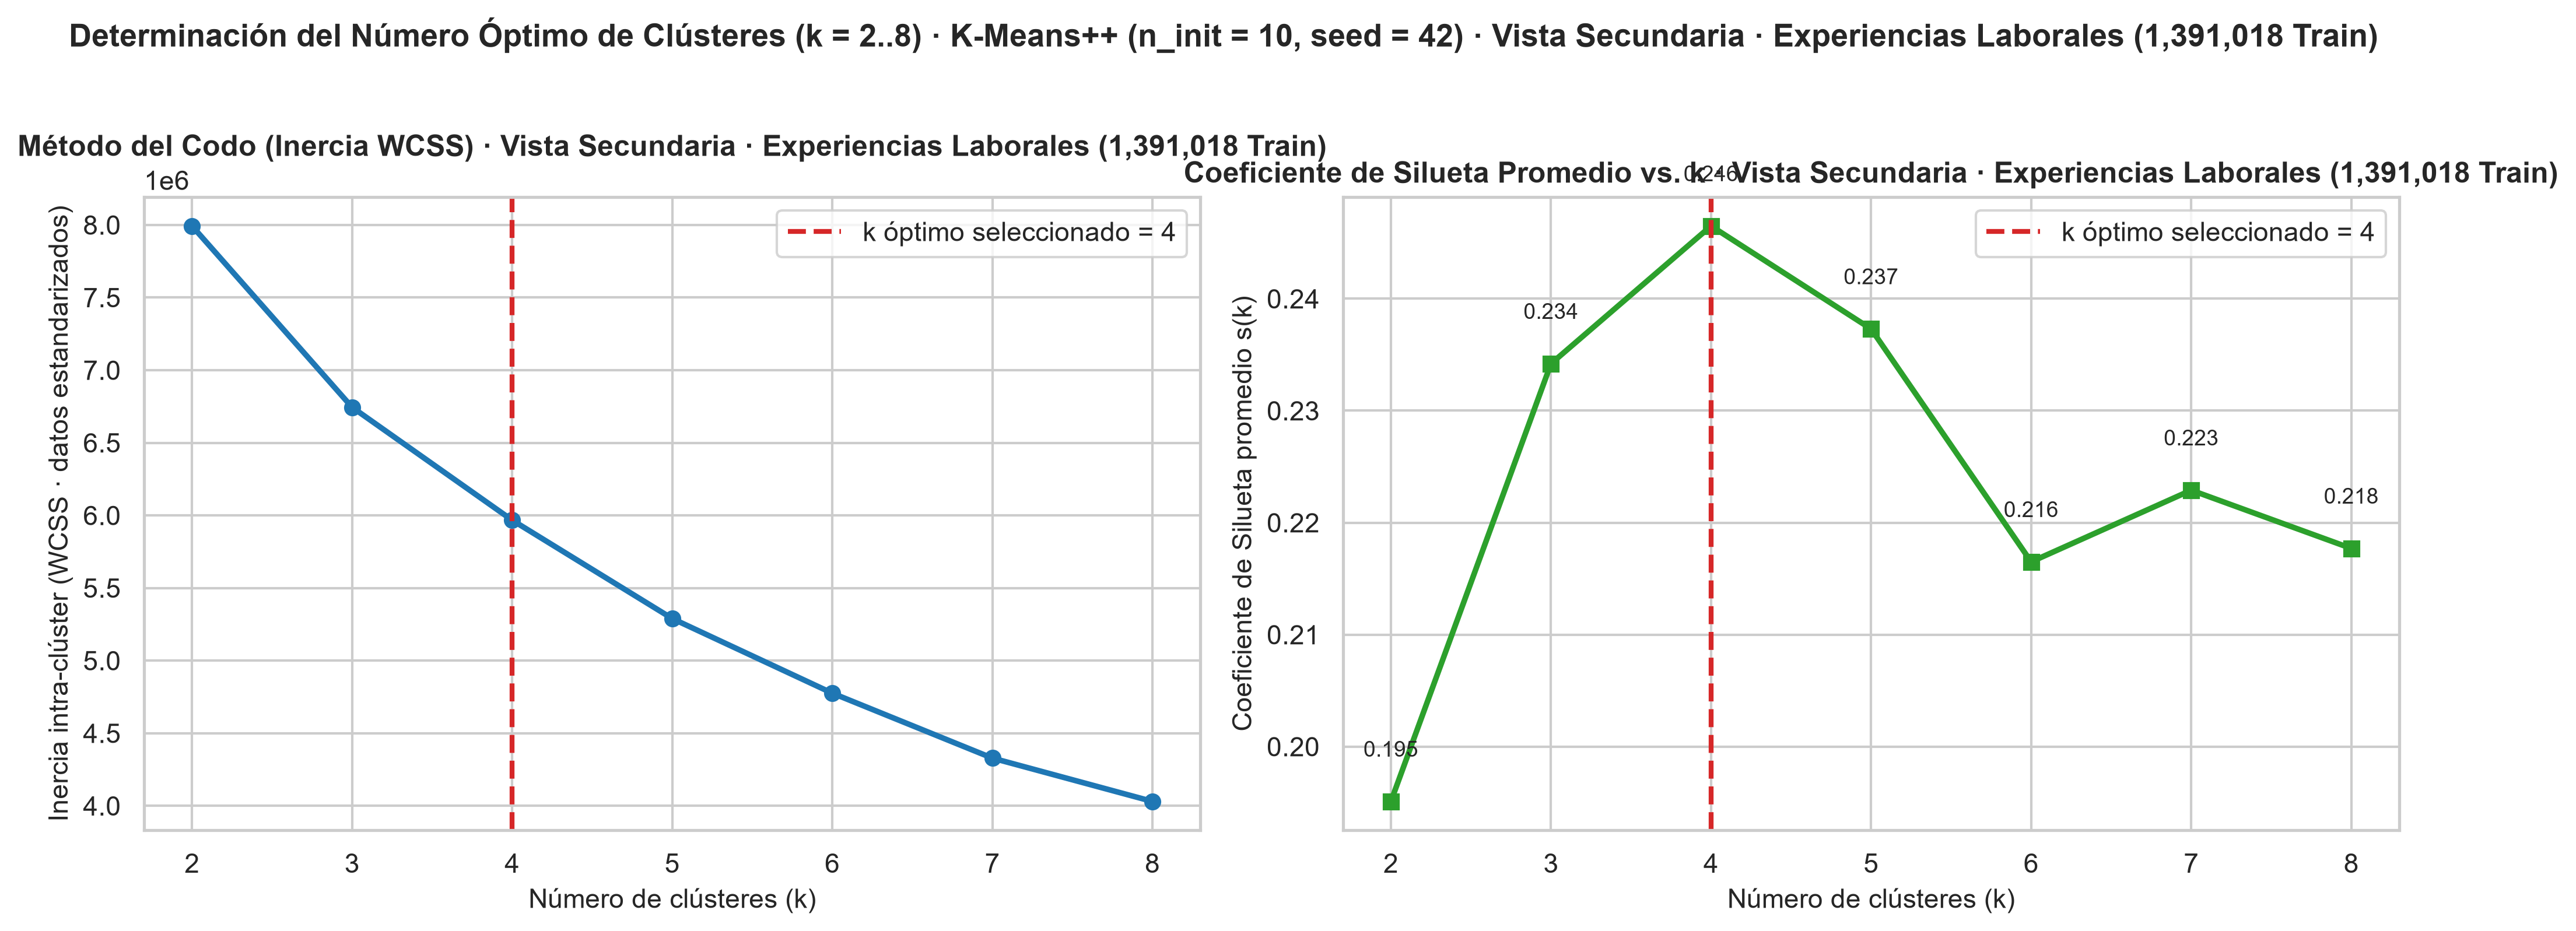 Determinación del Número Óptimo de Clústeres (k = 2..8) · K-Means++ (n_init = 10, seed = 42) · Vista Secundaria · Experiencias Laborales (1,391,018 Train)
Método del Codo (Inercia WCSS) · Vista Secundaria · Experiencias Laborales (1,391,018 Train)
1e6
8.0
7.5
7.0
6.5
6.0
5.5
5.0
4.5
4.0
Inercia intra-clúster (WCSS · datos estandarizados)
k óptimo seleccionado = 4
2 3 4 5 6 7 8
Número de clústeres (k)
Coeficiente de Silueta Promedio vs. k · Vista Secundaria · Experiencias Laborales (1,391,018 Train)
0.246
k óptimo seleccionado = 4
0.24
0.23
0.22
0.21
0.20
Coeficiente de Silueta promedio s(k)
0.195
0.234
0.237
0.216
0.223
0.218
2 3 4 5 6 7 8
Número de clústeres (k)